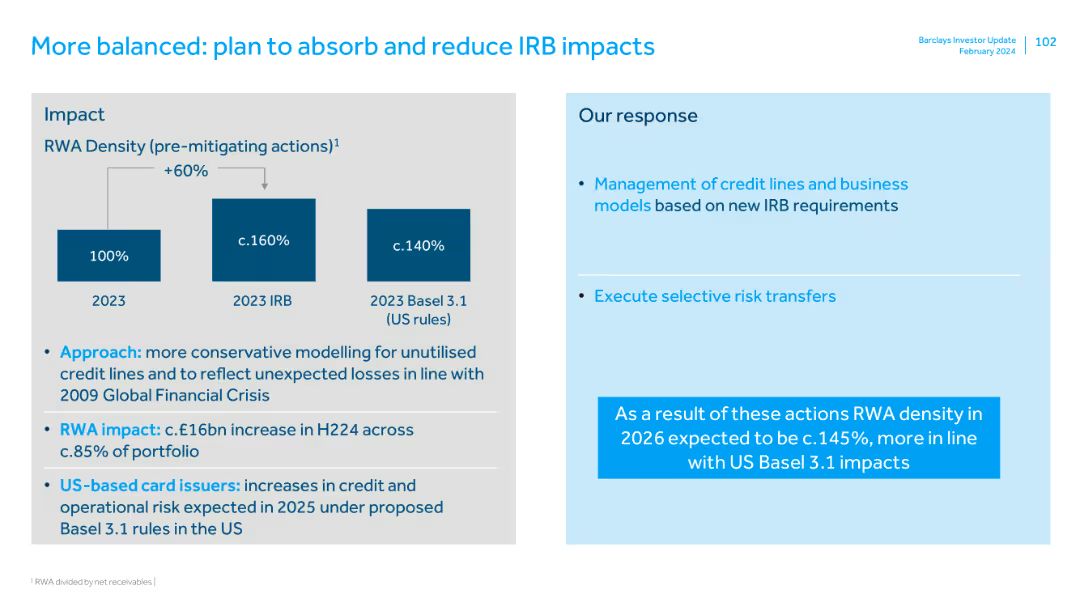 More balanced: plan to absorb and reduce IRB impacts
Barclays Investor Update
February 2024
102
Impact
RWA Density (pre-mitigating actions)¹
+60%
100%
c.160%
c.140%
2023
2023 IRB
2023 Basel 3.1
(US rules)
• Approach: more conservative modelling for unutilised
credit lines and to reflect unexpected losses in line with
2009 Global Financial Crisis
• RWA impact: c.£16bn increase in H224 across
c.85% of portfolio
• US-based card issuers: increases in credit and
operational risk expected in 2025 under proposed
Basel 3.1 rules in the US
Our response
• Management of credit lines and business
models based on new IRB requirements
• Execute selective risk transfers
As a result of these actions RWA density in
2026 expected to be c.145%, more in line
with US Basel 3.1 impacts
¹ RWA divided by net receivables |